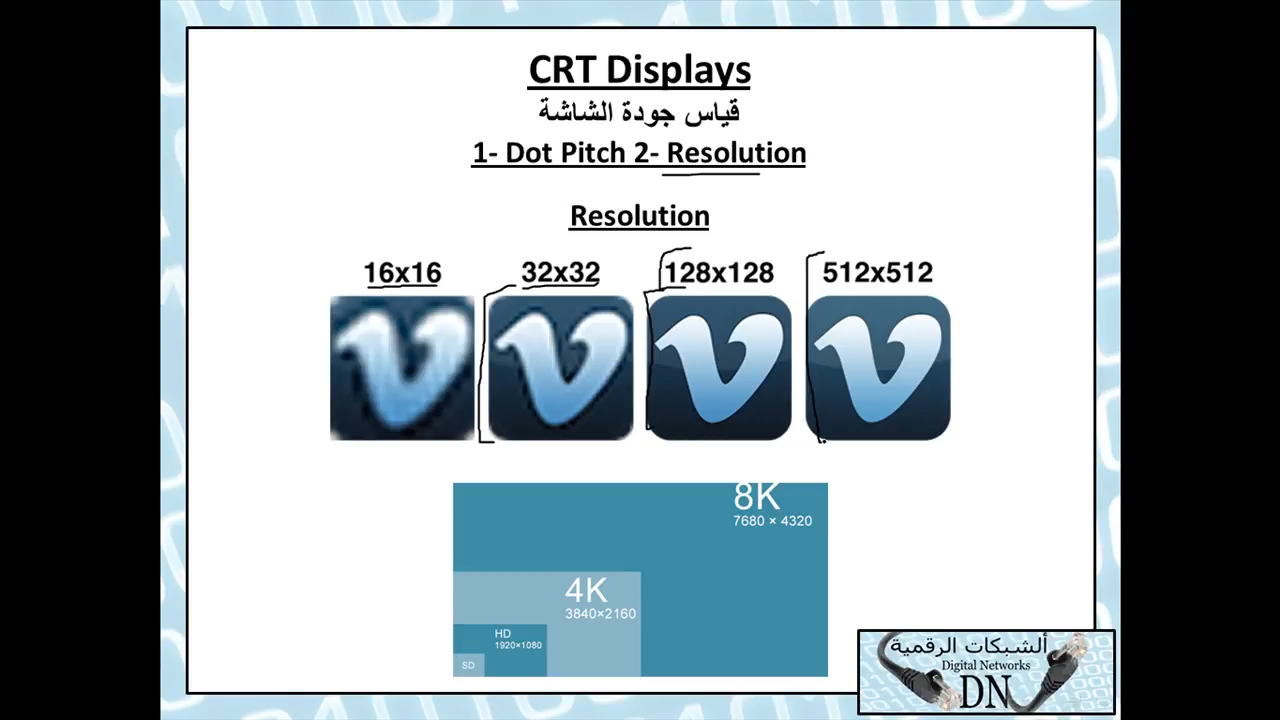 CRT Displays
قياس جودة الشاشة
1- Dot Pitch 2- Resolution
Resolution
16x16 32x32 128x128 512x512
8K
7680 × 4320
4K
3840×2160
HD
1920×1080
SD
ألشبكات الرقمية
Digital Networks
DN